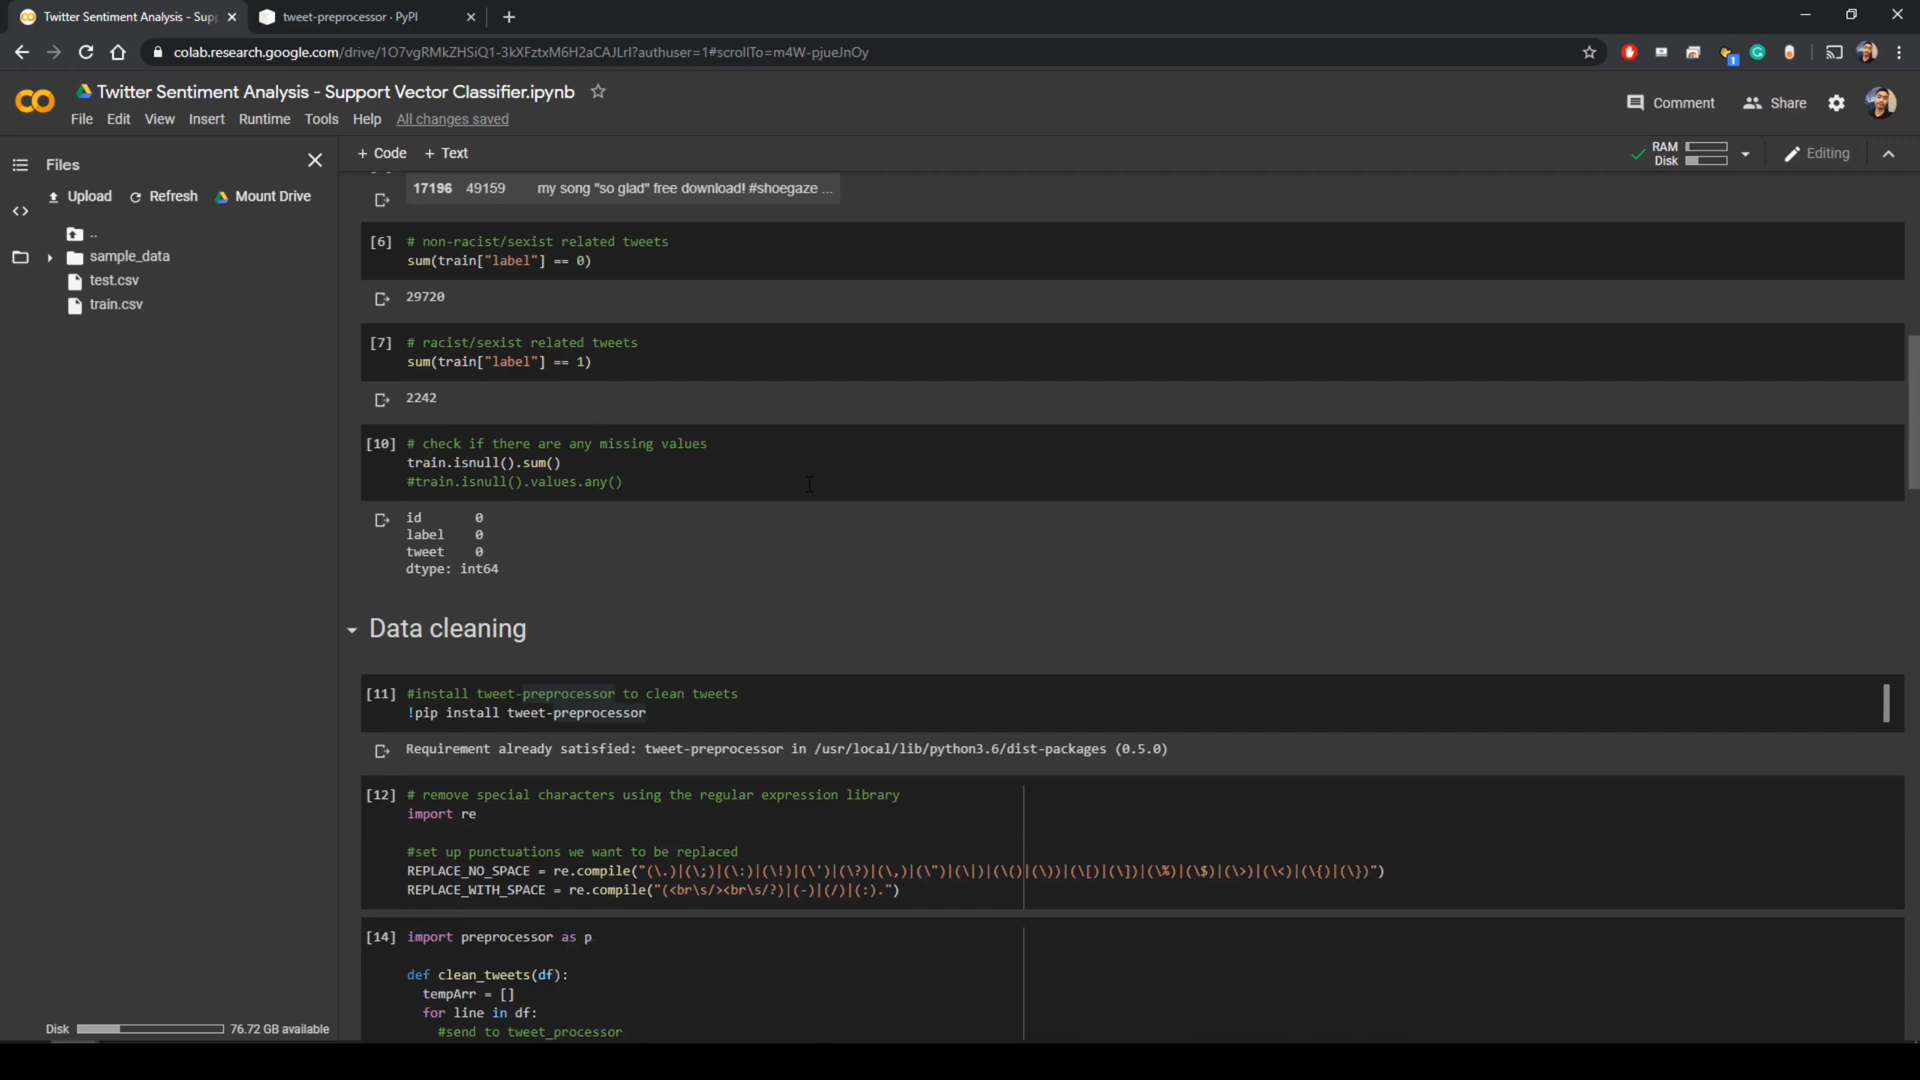 Twitter Sentiment Analysis - Supp
tweet-preprocessor · PyPI
colab.research.google.com/drive/1O7vgRMkZHSiQ1-3kXFztxM6H2aCAJLrI?authuser=1#scrollTo=m4W-pjueJnOy
1
Twitter Sentiment Analysis - Support Vector Classifier.ipynb
Comment
Share
File Edit View Insert Runtime Tools Help All changes saved
Files
+ Code + Text
RAM
Disk
Editing
Upload Refresh Mount Drive
..
sample_data
test.csv
train.csv
17196 49159 my song "so glad" free download! #shoegaze ...
[6] # non-racist/sexist related tweets
sum(train["label"] == 0)
29720
[7] # racist/sexist related tweets
sum(train["label"] == 1)
2242
[10] # check if there are any missing values
train.isnull().sum()
#train.isnull().values.any()
id 0
label 0
tweet 0
dtype: int64
Data cleaning
[11] #install tweet-preprocessor to clean tweets
!pip install tweet-preprocessor
Requirement already satisfied: tweet-preprocessor in /usr/local/lib/python3.6/dist-packages (0.5.0)
[12] # remove special characters using the regular expression library
import re
#set up punctuations we want to be replaced
REPLACE_NO_SPACE = re.compile("(\.)|(\;)|(\:)|(\!)|(\')|(\?)|(\,)|(\")|(\|)|(\()|(\))|(\[)|(\])|(\%)|(\$)|(\>)|(\<)|(\{)|(\})")
REPLACE_WITH_SPACE = re.compile("(<br\s/><br\s/?)|(-)|(/)|(:).")
[14] import preprocessor as p
def clean_tweets(df):
tempArr = []
for line in df:
#send to tweet_processor
Disk 76.72 GB available